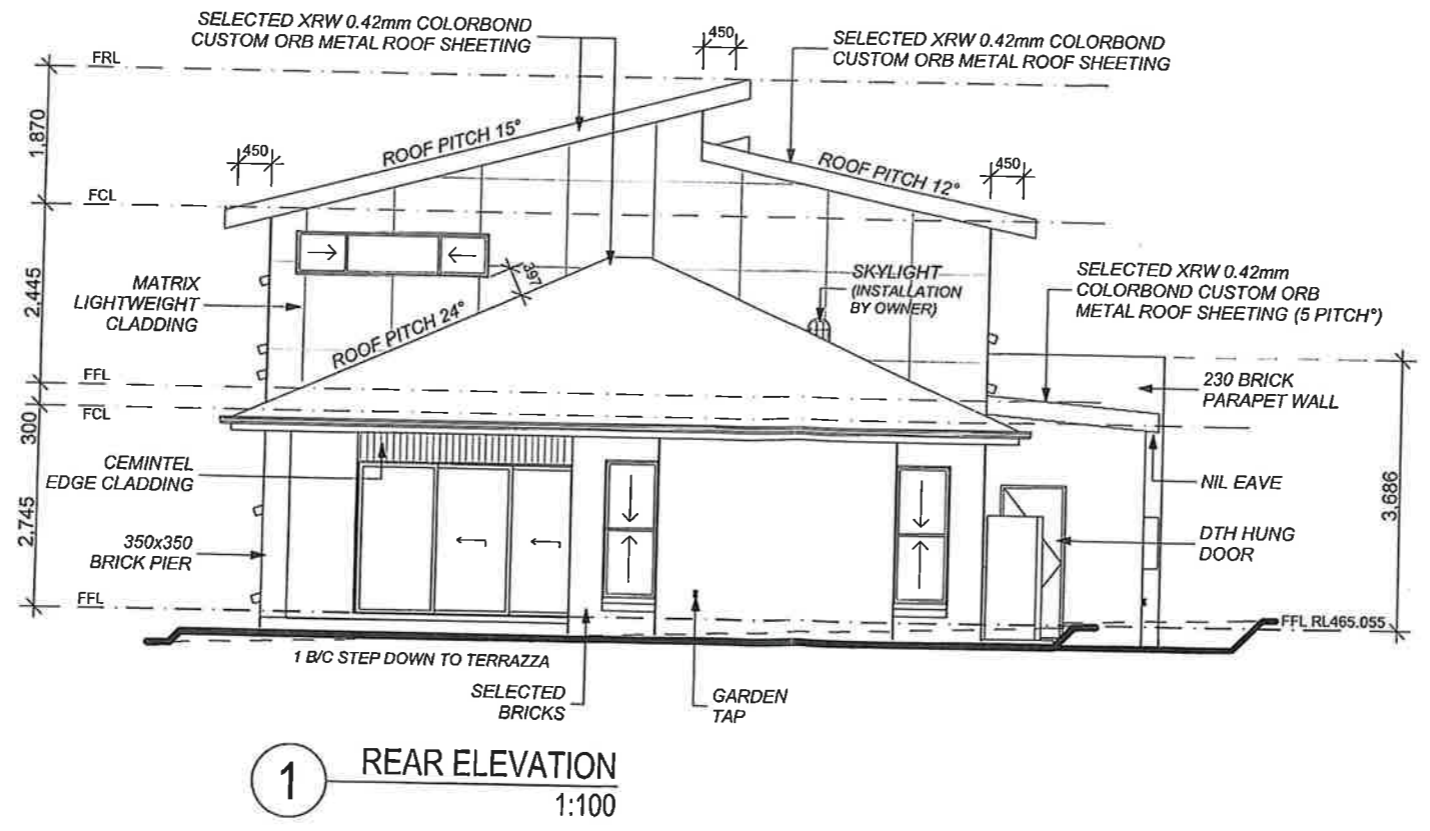 SELECTED XRW 0.42mm COLORBOND
CUSTOM ORB METAL ROOF SHEETING
450
SELECTED XRW 0.42mm COLORBOND
CUSTOM ORB METAL ROOF SHEETING
FRL
1,870
450
ROOF PITCH 15°
ROOF PITCH 12°
450
FCL
2,445
MATRIX
LIGHTWEIGHT
CLADDING
397
ROOF PITCH 24°
SKYLIGHT
(INSTALLATION
BY OWNER)
SELECTED XRW 0.42mm
COLORBOND CUSTOM ORB
METAL ROOF SHEETING (5 PITCH°)
FFL
300
FCL
230 BRICK
PARAPET WALL
CEMINTEL
EDGE CLADDING
NIL EAVE
2,745
3,686
350x350
BRICK PIER
DTH HUNG
DOOR
FFL
FFL RL465.055
1 B/C STEP DOWN TO TERRAZZA
SELECTED
BRICKS
GARDEN
TAP
1
REAR ELEVATION
1:100